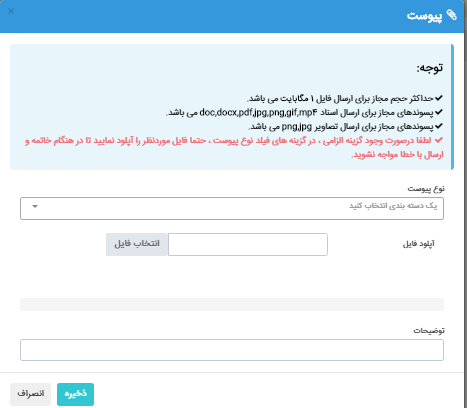 پیوست
توجه:
حداکثر حجم مجاز برای ارسال فایل 1 مگابایت می باشد.
پسوندهای مجاز برای ارسال اسناد doc,docx,pdf,jpg,png,gif,mp4 می باشد.
پسوندهای مجاز برای ارسال تصاویر png,jpg می باشد.
لطفا درصورت وجود گزینه الزامی ، در گزینه های فیلد نوع پیوست ، حتما فایل موردنظر را آپلود نمایید تا در هنگام خاتمه و
ارسال با خطا مواجه نشوید.
نوع پیوست
یک دسته بندی انتخاب کنید
آپلود فایل
انتخاب فایل
توضیحات
ذخیره
انصراف